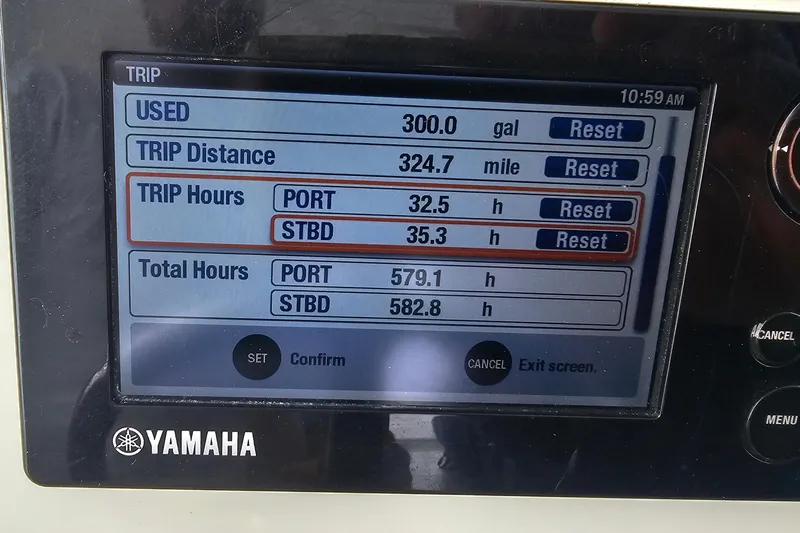 TRIP
10:59 AM
USED 300.0 gal Reset
TRIP Distance 324.7 mile Reset
TRIP Hours PORT 32.5 h Reset
STBD 35.3 h Reset
Total Hours PORT 579.1 h
STBD 582.8 h
SET Confirm CANCEL Exit screen.
CANCEL
MENU
YAMAHA